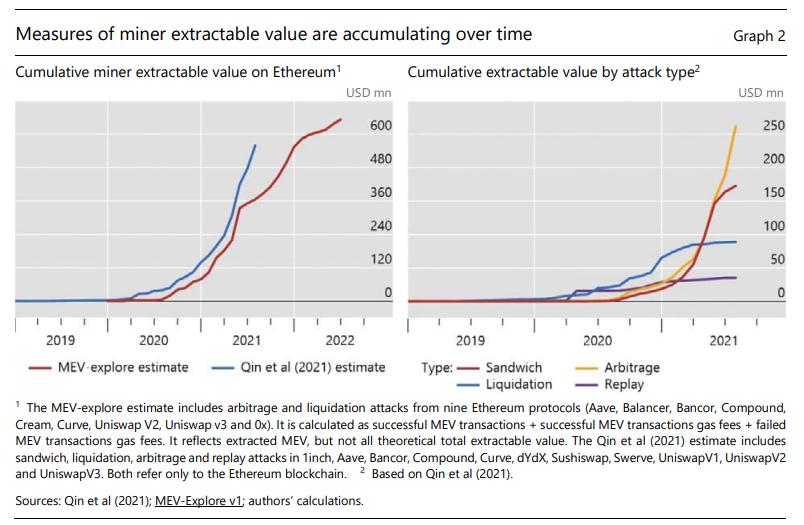 Measures of miner extractable value are accumulating over time
Graph 2
Cumulative miner extractable value on Ethereum¹
Cumulative extractable value by attack type²
USD mn
USD mn
600
480
360
240
120
0
250
200
150
100
50
0
2019 2020 2021 2022
2019 2020 2021
MEV-explore estimate Qin et al (2021) estimate
Type: Sandwich Arbitrage
Liquidation Replay
¹ The MEV-explore estimate includes arbitrage and liquidation attacks from nine Ethereum protocols (Aave, Balancer, Bancor, Compound,
Cream, Curve, Uniswap V2, Uniswap v3 and 0x). It is calculated as successful MEV transactions + successful MEV transactions gas fees + failed
MEV transactions gas fees. It reflects extracted MEV, but not all theoretical total extractable value. The Qin et al (2021) estimate includes
sandwich, liquidation, arbitrage and replay attacks in 1inch, Aave, Bancor, Compound, Curve, dYdX, Sushiswap, Swerve, UniswapV1, UniswapV2
and UniswapV3. Both refer only to the Ethereum blockchain. ² Based on Qin et al (2021).
Sources: Qin et al (2021); MEV-Explore v1; authors' calculations.